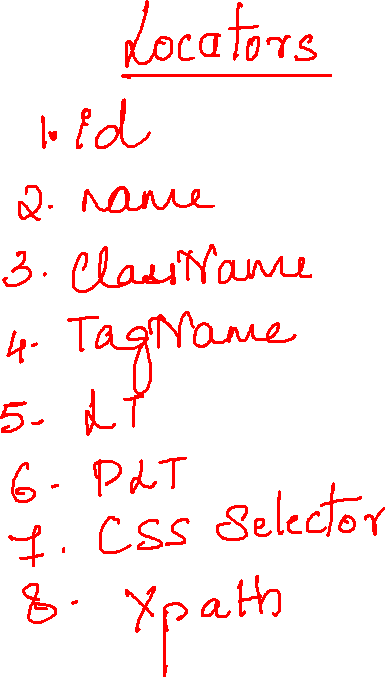 Locators
1. id
2. name
3. ClassName
4. TagName
5. LT
6. PLT
7. CSS Selector
8. Xpath